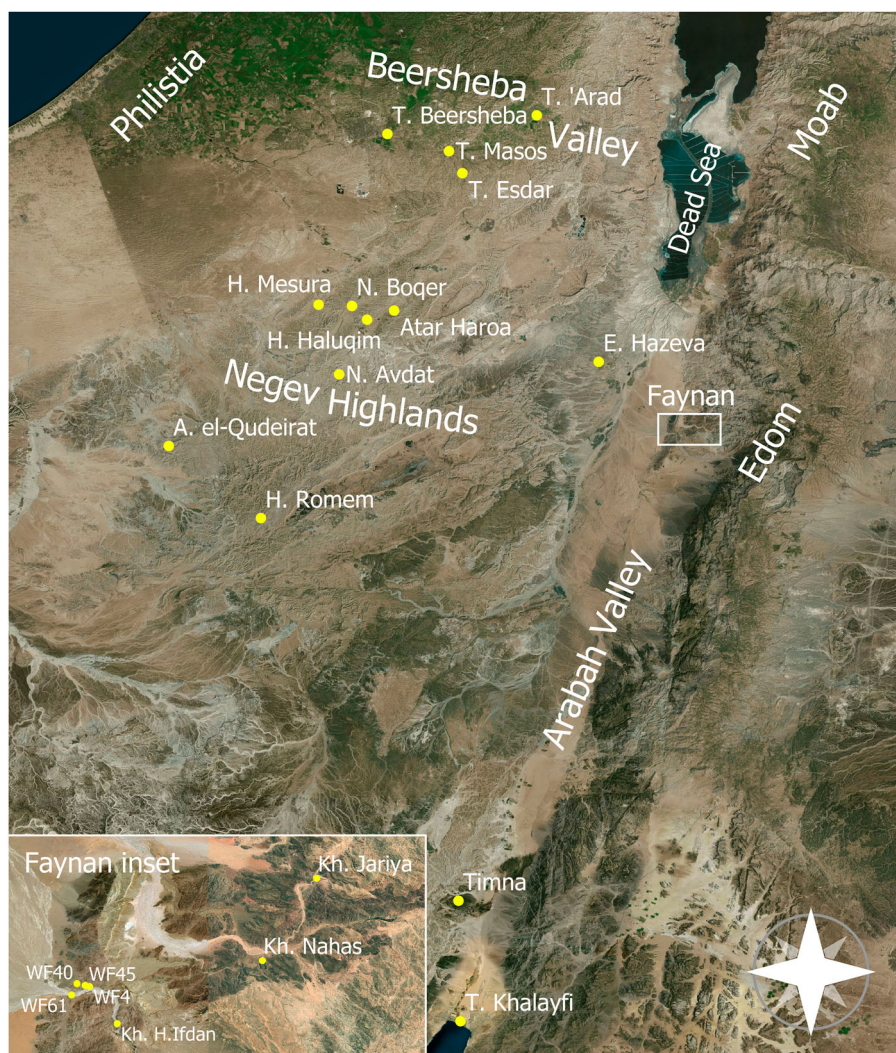 Philistia
Beersheba
Valley
T. 'Arad
T. Beersheba
T. Masos
T. Esdar
Moab
Dead Sea
H. Mesura
N. Boqer
H. Haluqim
Atar Haroa
E. Hazeva
N. Avdat
Negev Highlands
Faynan
A. el-Qudeirat
Edom
H. Romem
Arabah Valley
Timna
T. Khalayfi
Faynan inset
Kh. Jariya
Kh. Nahas
WF40
WF45
WF4
WF61
Kh. H.Ifdan